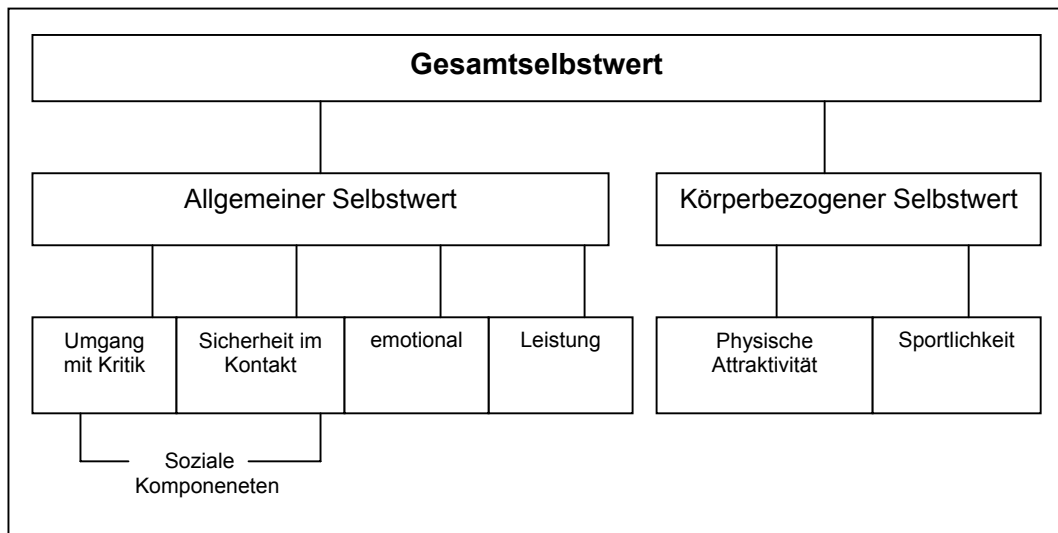 Gesamtselbstwert
Allgemeiner Selbstwert
Körperbezogener Selbstwert
Umgang
mit Kritik
Sicherheit im
Kontakt
emotional
Leistung
Physische
Attraktivität
Sportlichkeit
Soziale
Komponeneten